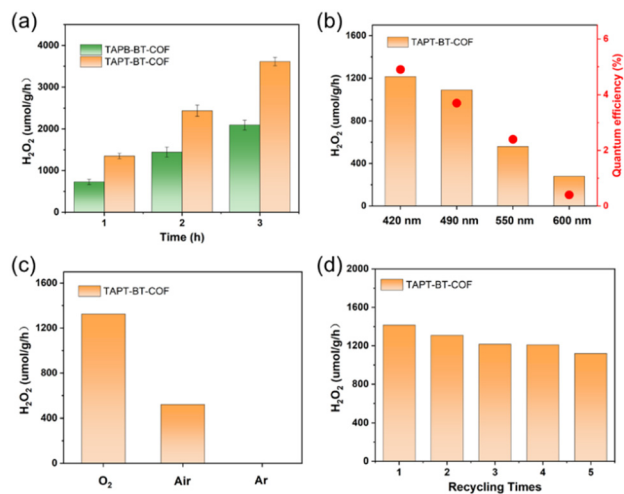 (a)
TAPB-BT-COF
TAPT-BT-COF
H₂O₂ (umol/g/h)
4000
3000
2000
1000
0
1 2 3
Time (h)
(b)
TAPT-BT-COF
H₂O₂ (umol/g/h)
1600
1200
800
400
0
6
4
2
0
Quantum efficiency (%)
420 nm 490 nm 550 nm 600 nm
(c)
TAPT-BT-COF
H₂O₂ (umol/g/h)
1600
1200
800
400
0
O₂ Air Ar
(d)
TAPT-BT-COF
H₂O₂ (umol/g/h)
2000
1600
1200
800
400
0
1 2 3 4 5
Recycling Times